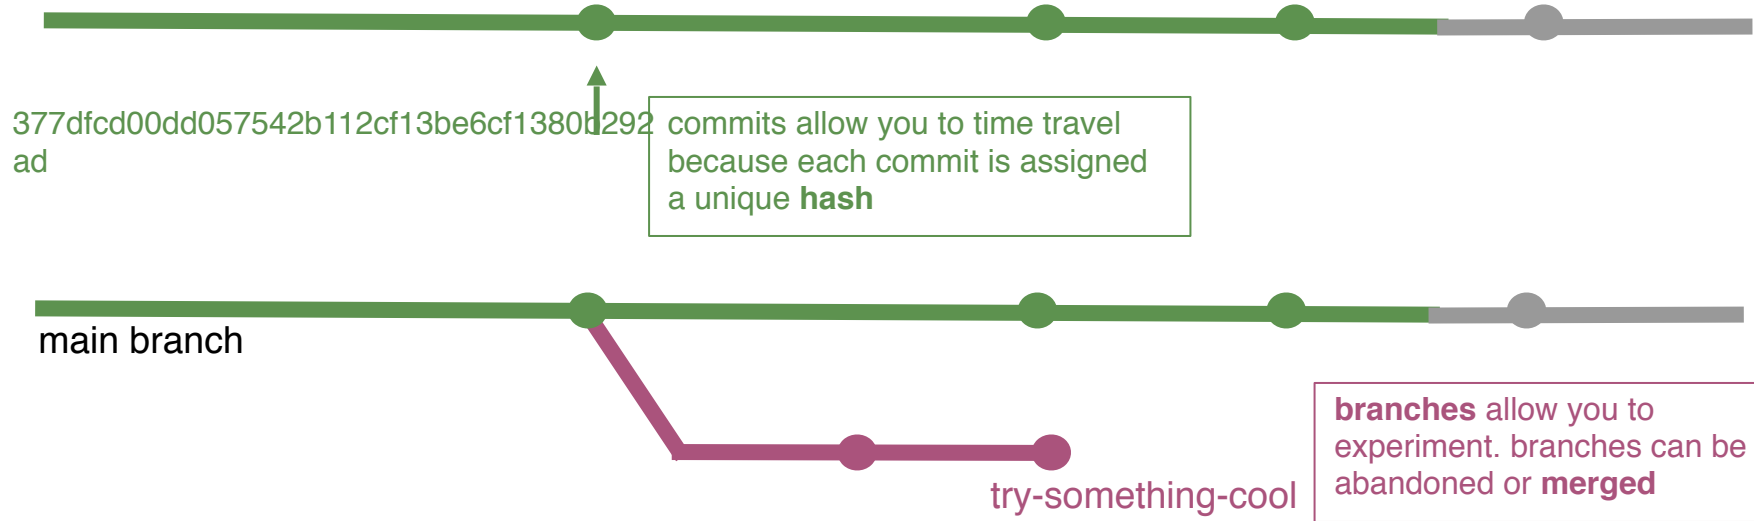 377dfcd00dd057542b112cf13be6cf1380b292
ad
commits allow you to time travel
because each commit is assigned
a unique hash
main branch
try-something-cool
branches allow you to
experiment. branches can be
abandoned or merged